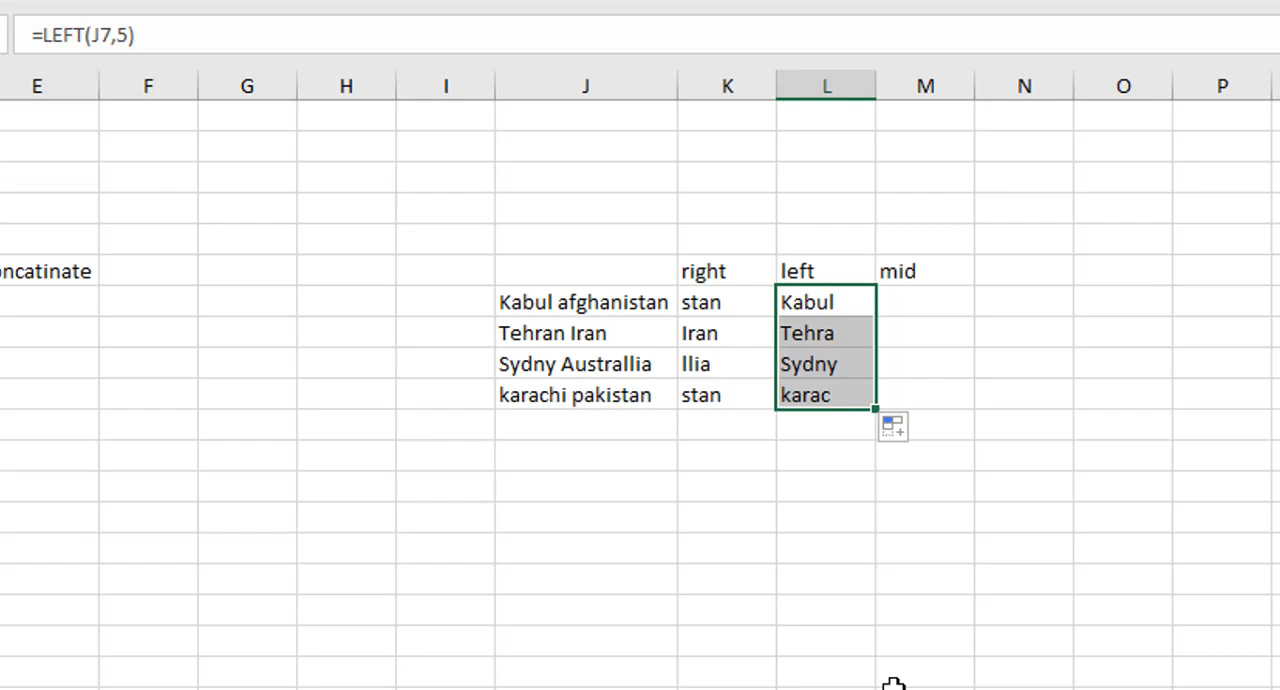 =LEFT(J7,5)
E F G H I J K L M N O P
oncatinate right left mid
Kabul afghanistan stan Kabul
Tehran Iran Iran Tehra
Sydny Australlia llia Sydny
karachi pakistan stan karac